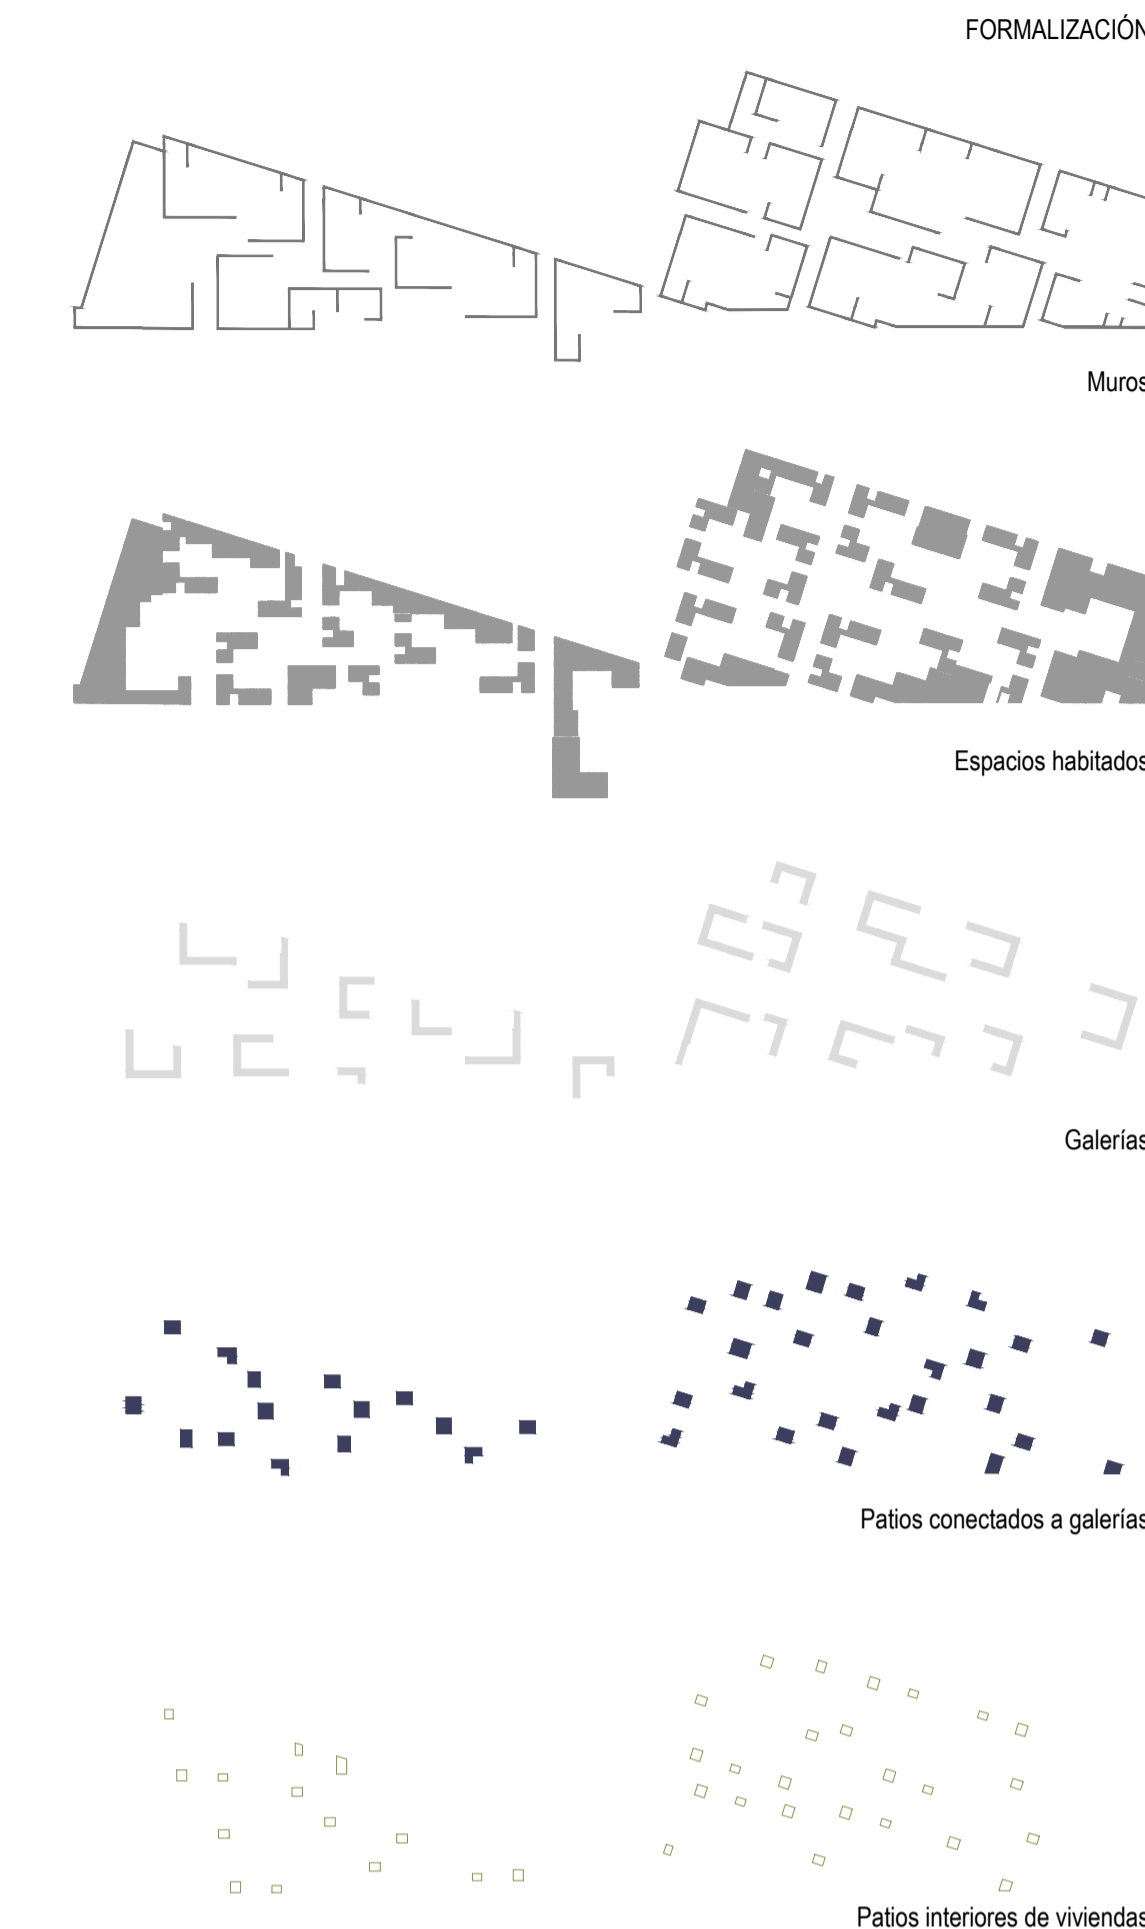 FORMALIZACIÓN
Muros
Espacios habitados
Galerías
Patios conectados a galerías
Patios interiores de viviendas